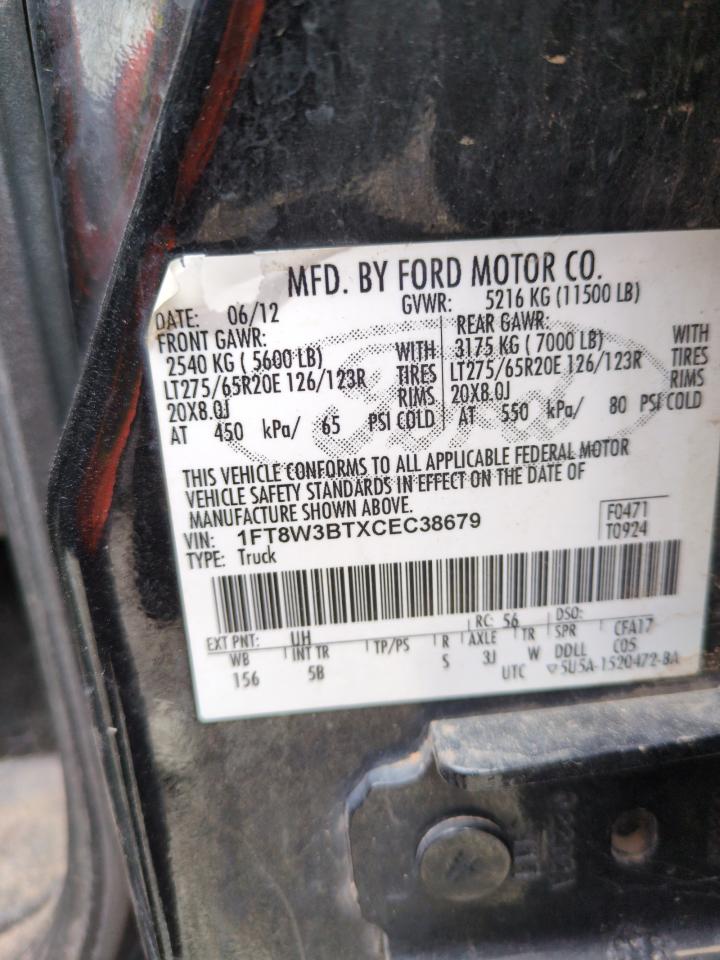 MFD. BY FORD MOTOR CO.
DATE: 06/12 GVWR: 5216 KG (11500 LB)
FRONT GAWR: REAR GAWR:
2540 KG ( 5600 LB) WITH 3175 KG ( 7000 LB) WITH
LT275/65R20E 126/123R TIRES LT275/65R20E 126/123R TIRES
20X8.0J RIMS 20X8.0J RIMS
AT 450 kPa/ 65 PSI COLD AT 550 kPa/ 80 PSI COLD
THIS VEHICLE CONFORMS TO ALL APPLICABLE FEDERAL MOTOR
VEHICLE SAFETY STANDARDS IN EFFECT ON THE DATE OF
MANUFACTURE SHOWN ABOVE.
VIN: 1FT8W3BTXCEC38679 F0471
TYPE: Truck T0924
EXT PNT: UH RC: 56 DSO:
WB INT TR TP/PS R AXLE TR SPR CFA17
156 5B S 3J W DDLL C05
UTC 5U5A-1520472-BA
Ford